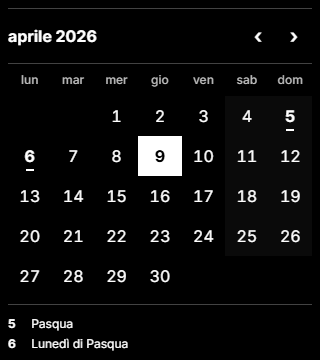 aprile 2026
lun mar mer gio ven sab dom
1 2 3 4 5
6 7 8 9 10 11 12
13 14 15 16 17 18 19
20 21 22 23 24 25 26
27 28 29 30
5 Pasqua
6 Lunedì di Pasqua